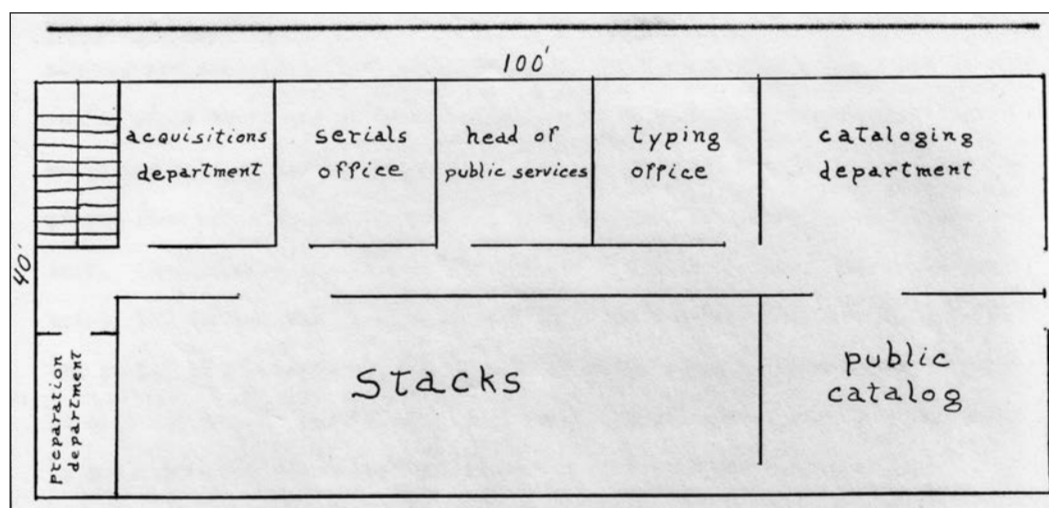 100'
acquisitions
department
serials
office
head of
public services
typing
office
cataloging
department
40'
preparation
department
Stacks
public
catalog